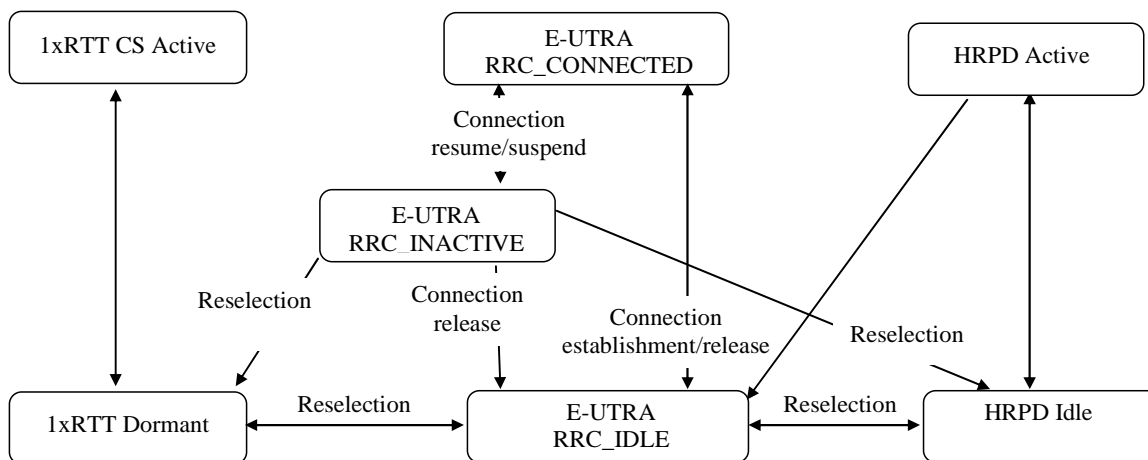 1xRTT CS Active
E-UTRA
RRC_CONNECTED
HRPD Active
Connection
resume/suspend
E-UTRA
RRC_INACTIVE
Reselection
Connection
release
Connection
establishment/release
Reselection
1xRTT Dormant
Reselection
E-UTRA
RRC_IDLE
Reselection
HRPD Idle